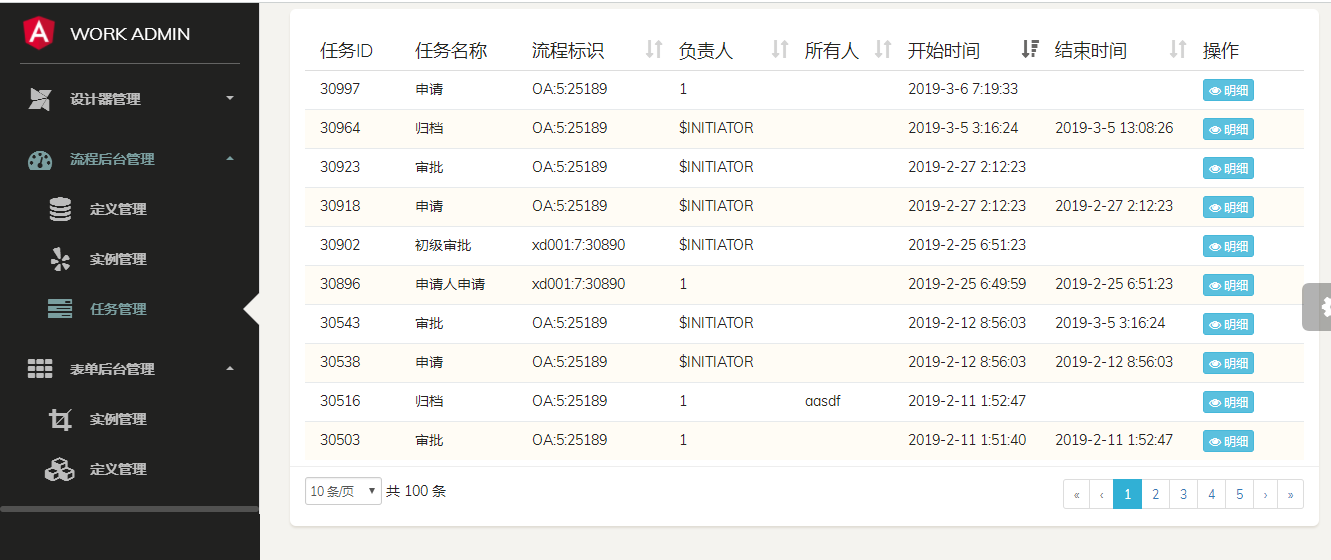 WORK ADMIN
设计器管理
流程后台管理
定义管理
实例管理
任务管理
表单后台管理
实例管理
定义管理
任务ID 任务名称 流程标识 负责人 所有人 开始时间 结束时间 操作
30997 申请 OA:5:25189 1 2019-3-6 7:19:33 明细
30964 归档 OA:5:25189 $INITIATOR 2019-3-5 3:16:24 2019-3-5 13:08:26 明细
30923 审批 OA:5:25189 $INITIATOR 2019-2-27 2:12:23 明细
30918 申请 OA:5:25189 $INITIATOR 2019-2-27 2:12:23 2019-2-27 2:12:23 明细
30902 初级审批 xd001:7:30890 $INITIATOR 2019-2-25 6:51:23 明细
30896 申请人申请 xd001:7:30890 1 2019-2-25 6:49:59 2019-2-25 6:51:23 明细
30543 审批 OA:5:25189 $INITIATOR 2019-2-12 8:56:03 2019-3-5 3:16:24 明细
30538 申请 OA:5:25189 $INITIATOR 2019-2-12 8:56:03 2019-2-12 8:56:03 明细
30516 归档 OA:5:25189 1 aasdf 2019-2-11 1:52:47 明细
30503 审批 OA:5:25189 1 2019-2-11 1:51:40 2019-2-11 1:52:47 明细
10 条/页 共 100 条 « ‹ 1 2 3 4 5 › »